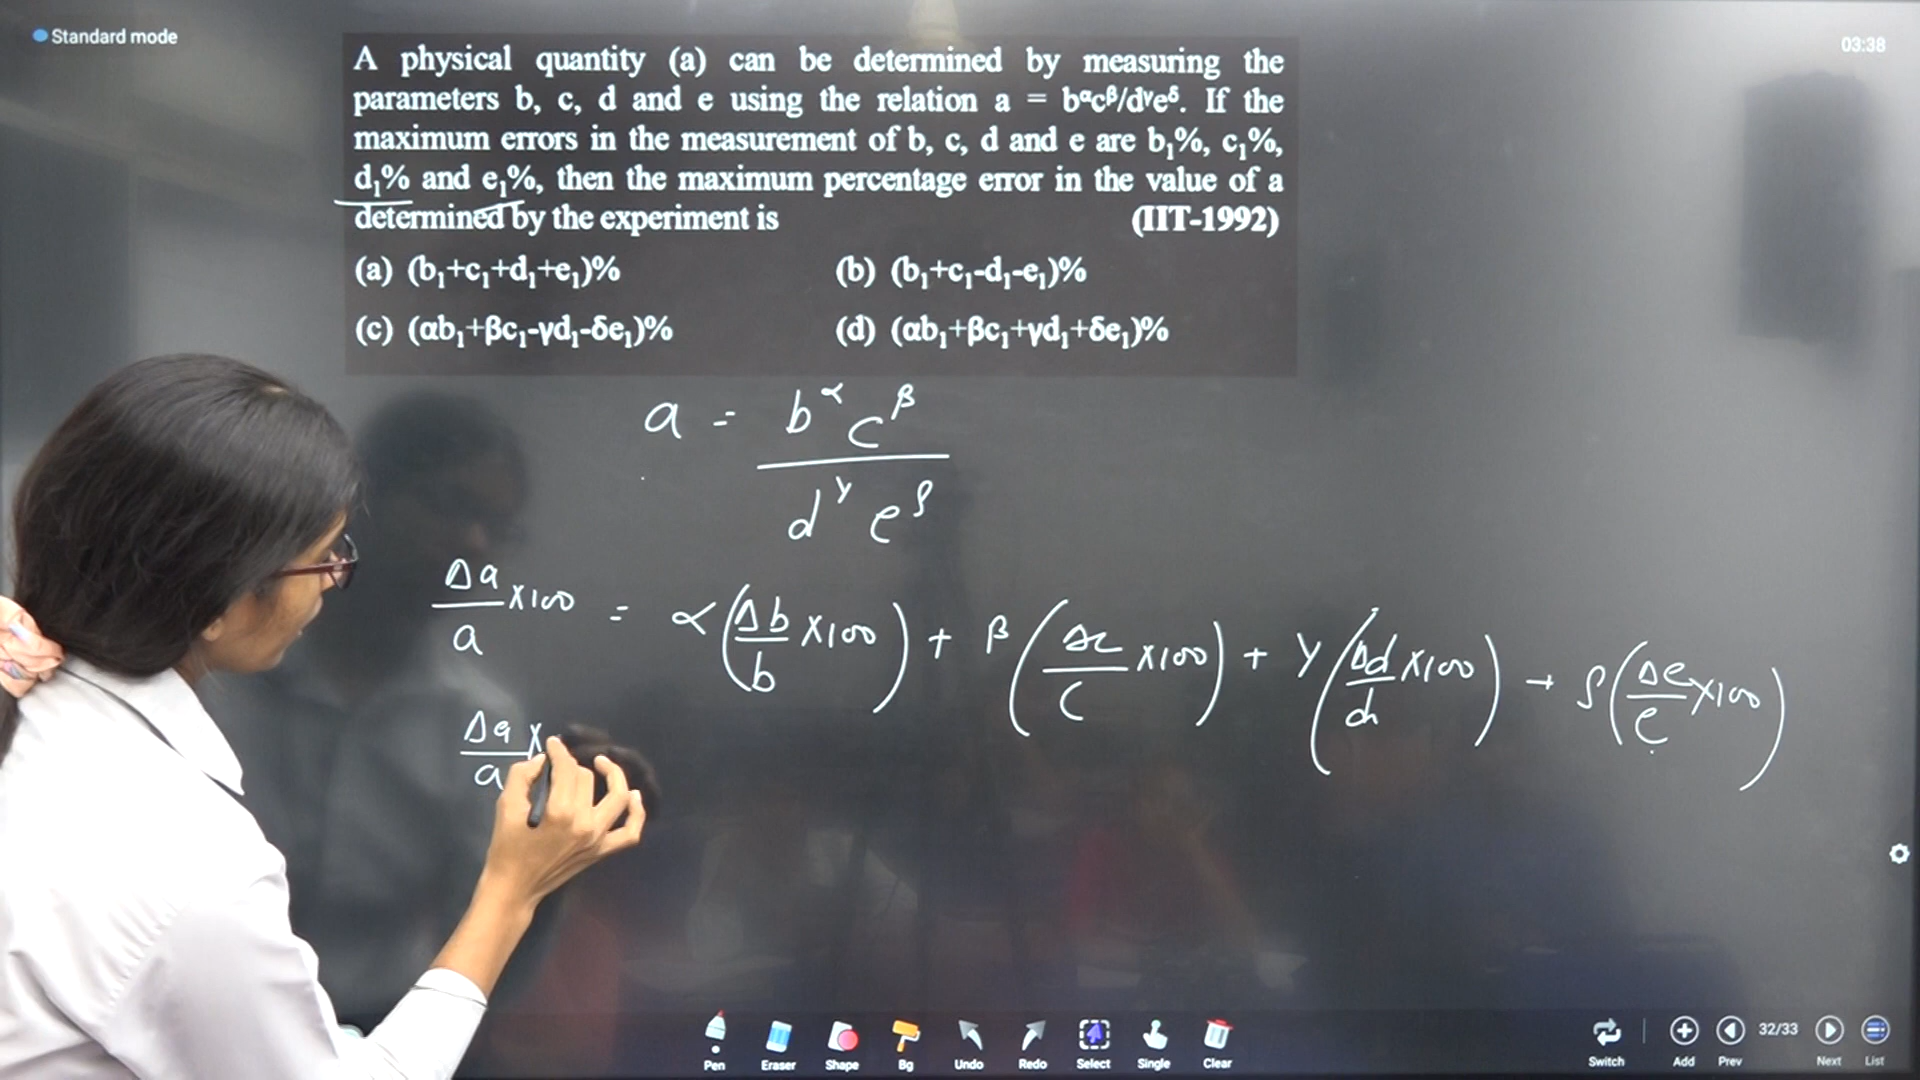 Standard mode
03:38
A physical quantity (a) can be determined by measuring the
parameters b, c, d and e using the relation a = bᵅcᵝ/dᵞeᵟ. If the
maximum errors in the measurement of b, c, d and e are b₁%, c₁%,
d₁% and e₁%, then the maximum percentage error in the value of a
determined by the experiment is (IIT-1992)
(a) (b₁+c₁+d₁+e₁)% (b) (b₁+c₁-d₁-e₁)%
(c) (αb₁+βc₁-γd₁-δe₁)% (d) (αb₁+βc₁+γd₁+δe₁)%
a = b^α c^β / d^γ e^δ
Δa/a ×100 = α(Δb/b ×100) + β(Δc/c ×100) + γ(Δd/d ×100) + δ(Δe/e ×100)
Δa/a ×
Pen Eraser Shape Bg Undo Redo Select Single Clear Switch Add Prev 32/33 Next List